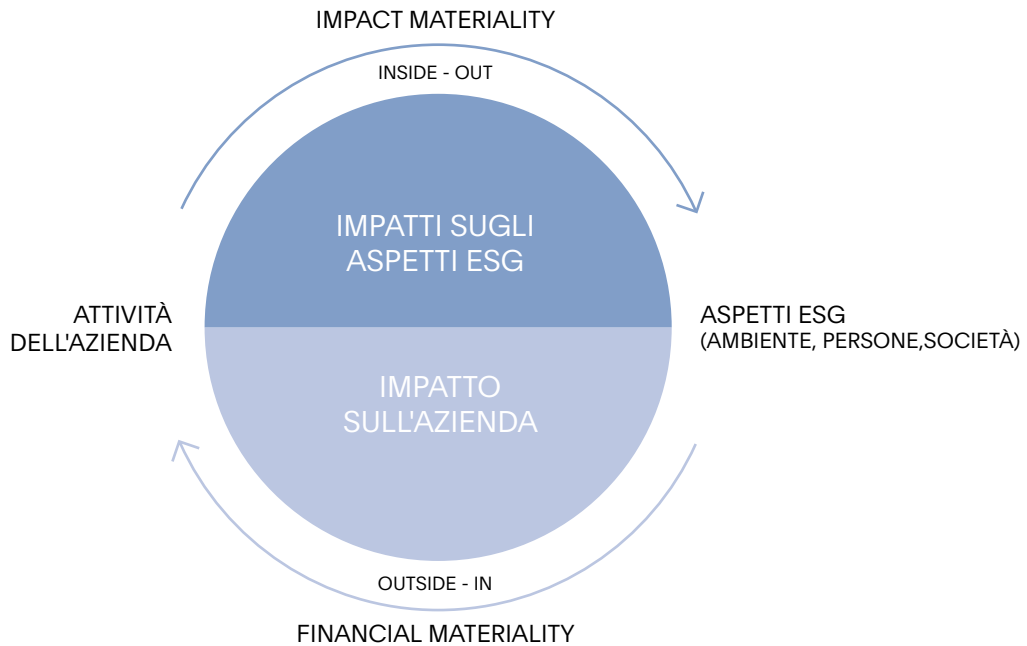 IMPACT MATERIALITY
INSIDE - OUT
IMPATTI SUGLI
ASPETTI ESG
ATTIVITÀ
DELL'AZIENDA
ASPETTI ESG
(AMBIENTE, PERSONE,SOCIETÀ)
IMPATTO
SULL'AZIENDA
OUTSIDE - IN
FINANCIAL MATERIALITY